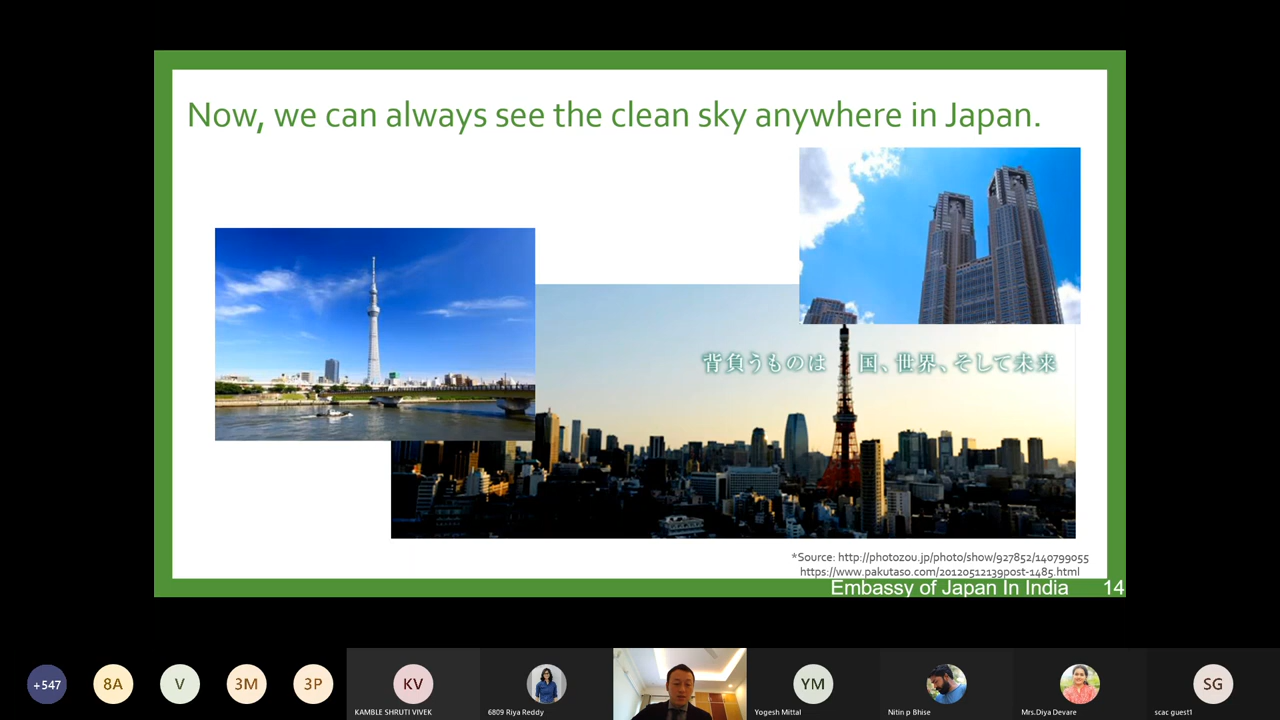 Now, we can always see the clean sky anywhere in Japan.
背負うものは 国、世界、そして未来
*Source: http://photozou.jp/photo/show/927852/140799055
https://www.pakutaso.com/20120512139post-1485.html
Embassy of Japan In India 14
+547 8A V 3M 3P KV YM SG
KAMBLE SHRUTI VIVEK 6809 Riya Reddy Yogesh Mittal Nitin p Bhise Mrs.Diya Devare scac guest1